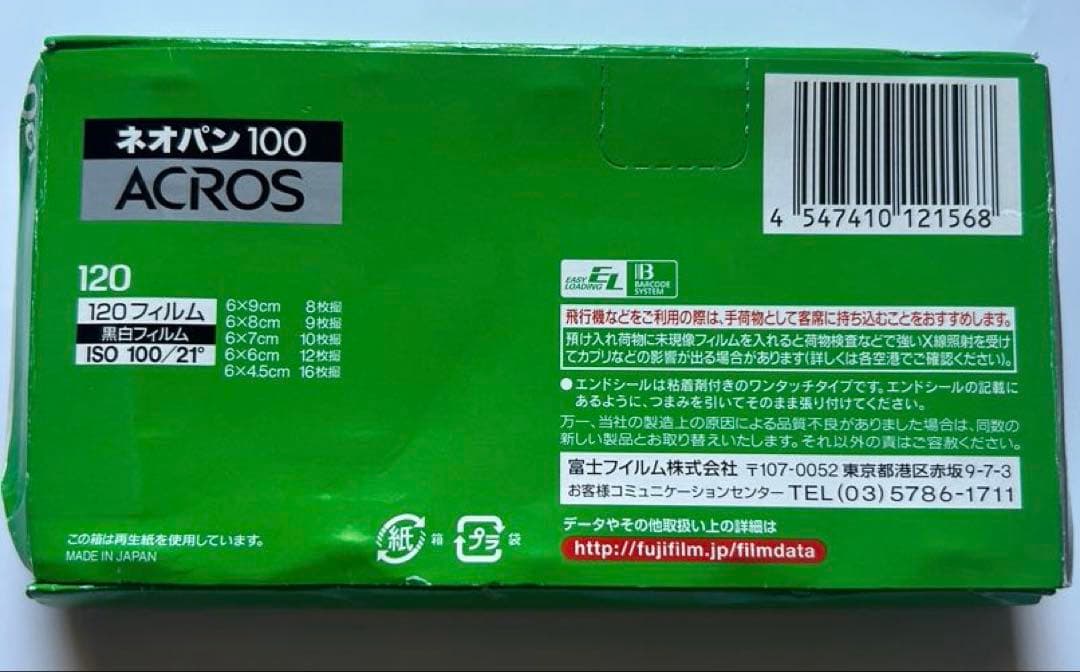 ネオパン 100
ACROS
4 547410 121568
120
120フィルム
黒白フィルム
ISO 100/21°
6×9cm 8枚撮
6×8cm 9枚撮
6×7cm 10枚撮
6×6cm 12枚撮
6×4.5cm 16枚撮
EASY LOADING EL
B BARCODE SYSTEM
飛行機などをご利用の際は、手荷物として客席に持ち込むことをおすすめします。
預け入れ荷物に未現像フィルムを入れると荷物検査などで強いX線照射を受け
てカブリなどの影響が出る場合があります(詳しくは各空港でご確認ください)。
●エンドシールは粘着剤付きのワンタッチタイプです。エンドシールの記載に
あるように、つまみを引いてそのまま張り付けてください。
万一、当社の製造上の原因による品質不良がありました場合は、同数の
新しい製品とお取り替えいたします。それ以外の責はご容赦ください。
富士フイルム株式会社 〒107-0052 東京都港区赤坂9-7-3
お客様コミュニケーションセンター TEL(03)5786-1711
データやその他取扱い上の詳細は
http://fujifilm.jp/filmdata
この箱は再生紙を使用しています。
MADE IN JAPAN
紙 箱 プラ 袋